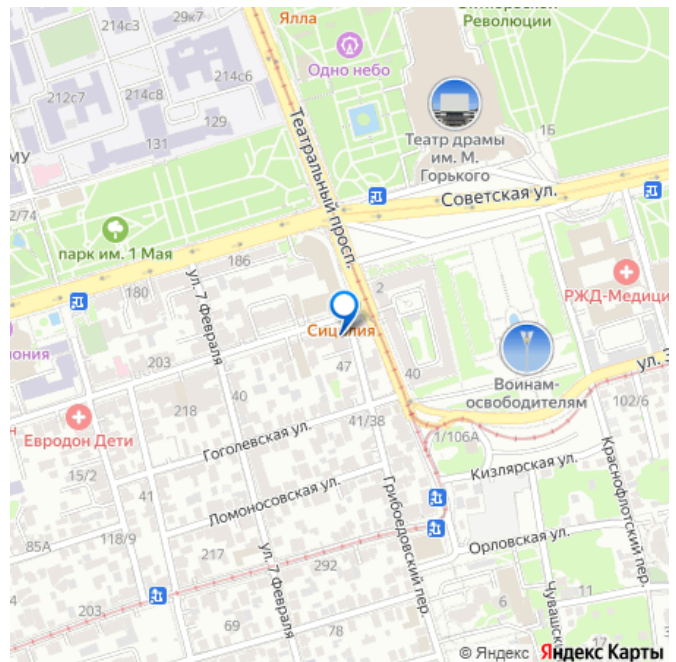 214с3
29к7
Ялла
Революции
Одно небо
214с6
212с7
214с8
129
131
МУ
Театральный просп.
Театр драмы
им. М.
Горького
16
Советская ул.
2/74
парк им. 1 Мая
186
180
ул. 7 Февраля
2
РЖД-Медици
Сицилия
203
47
40
ония
Воинам-
освободителям
ул. З
218
40
41/38
102/6
Евродон Дети
Гоголевская ул.
1/106А
15/2
Кизлярская ул.
41
Ломоносовская ул.
Грибоедовский пер.
Краснофлотский пер.
118/9
85А
217
ул. 7 Февраля
292
Орловская ул.
203
69
78
6
11
Чувашск
17
© Яндекс Яндекс Карты